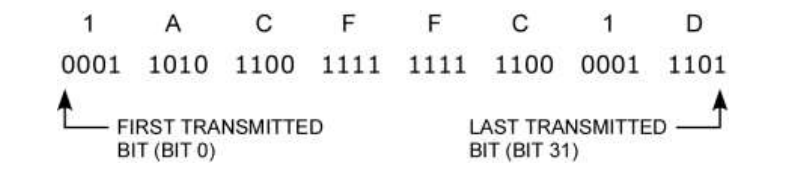 1 A C F F C 1 D
0001 1010 1100 1111 1111 1100 0001 1101
FIRST TRANSMITTED
BIT (BIT 0)
LAST TRANSMITTED
BIT (BIT 31)